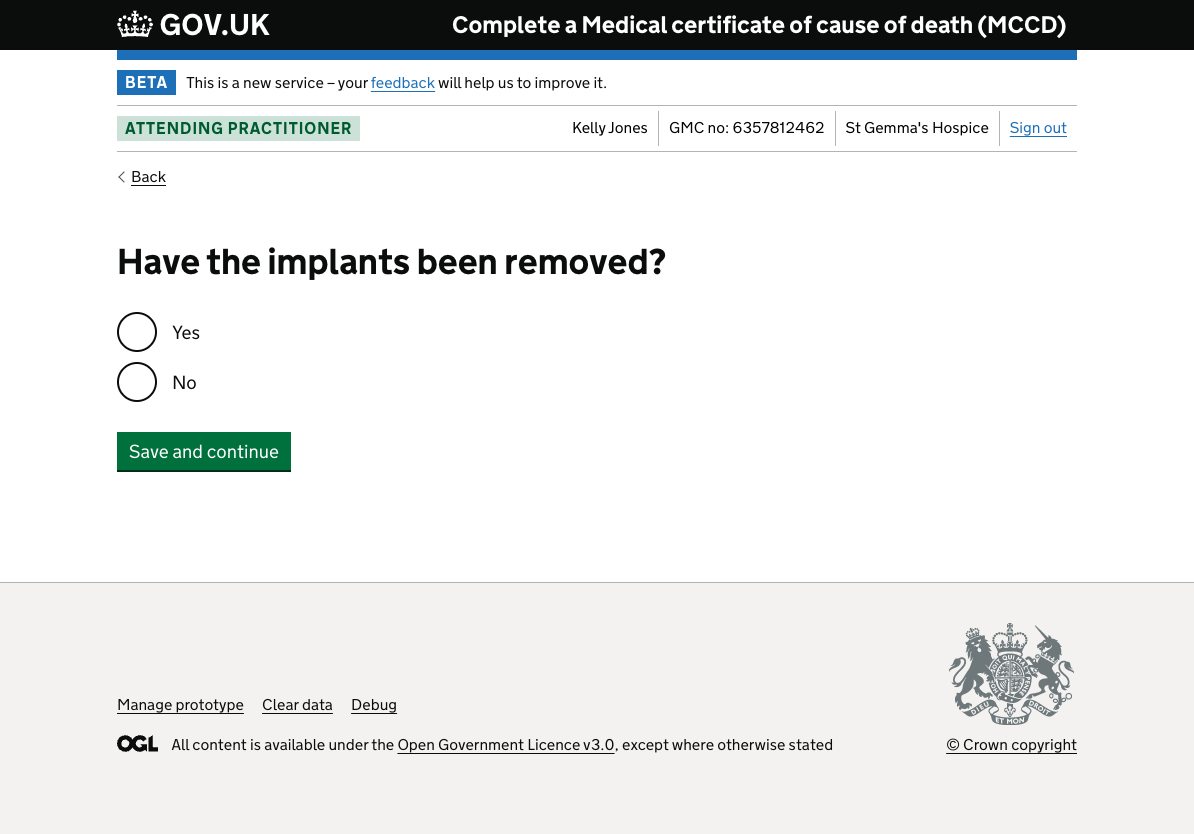 GOV.UK
Complete a Medical certificate of cause of death (MCCD)
BETA This is a new service – your feedback will help us to improve it.
ATTENDING PRACTITIONER Kelly Jones GMC no: 6357812462 St Gemma's Hospice Sign out
Back
Have the implants been removed?
Yes
No
Save and continue
DIEU ET MON DROIT
Manage prototype Clear data Debug
OGL All content is available under the Open Government Licence v3.0, except where otherwise stated
© Crown copyright